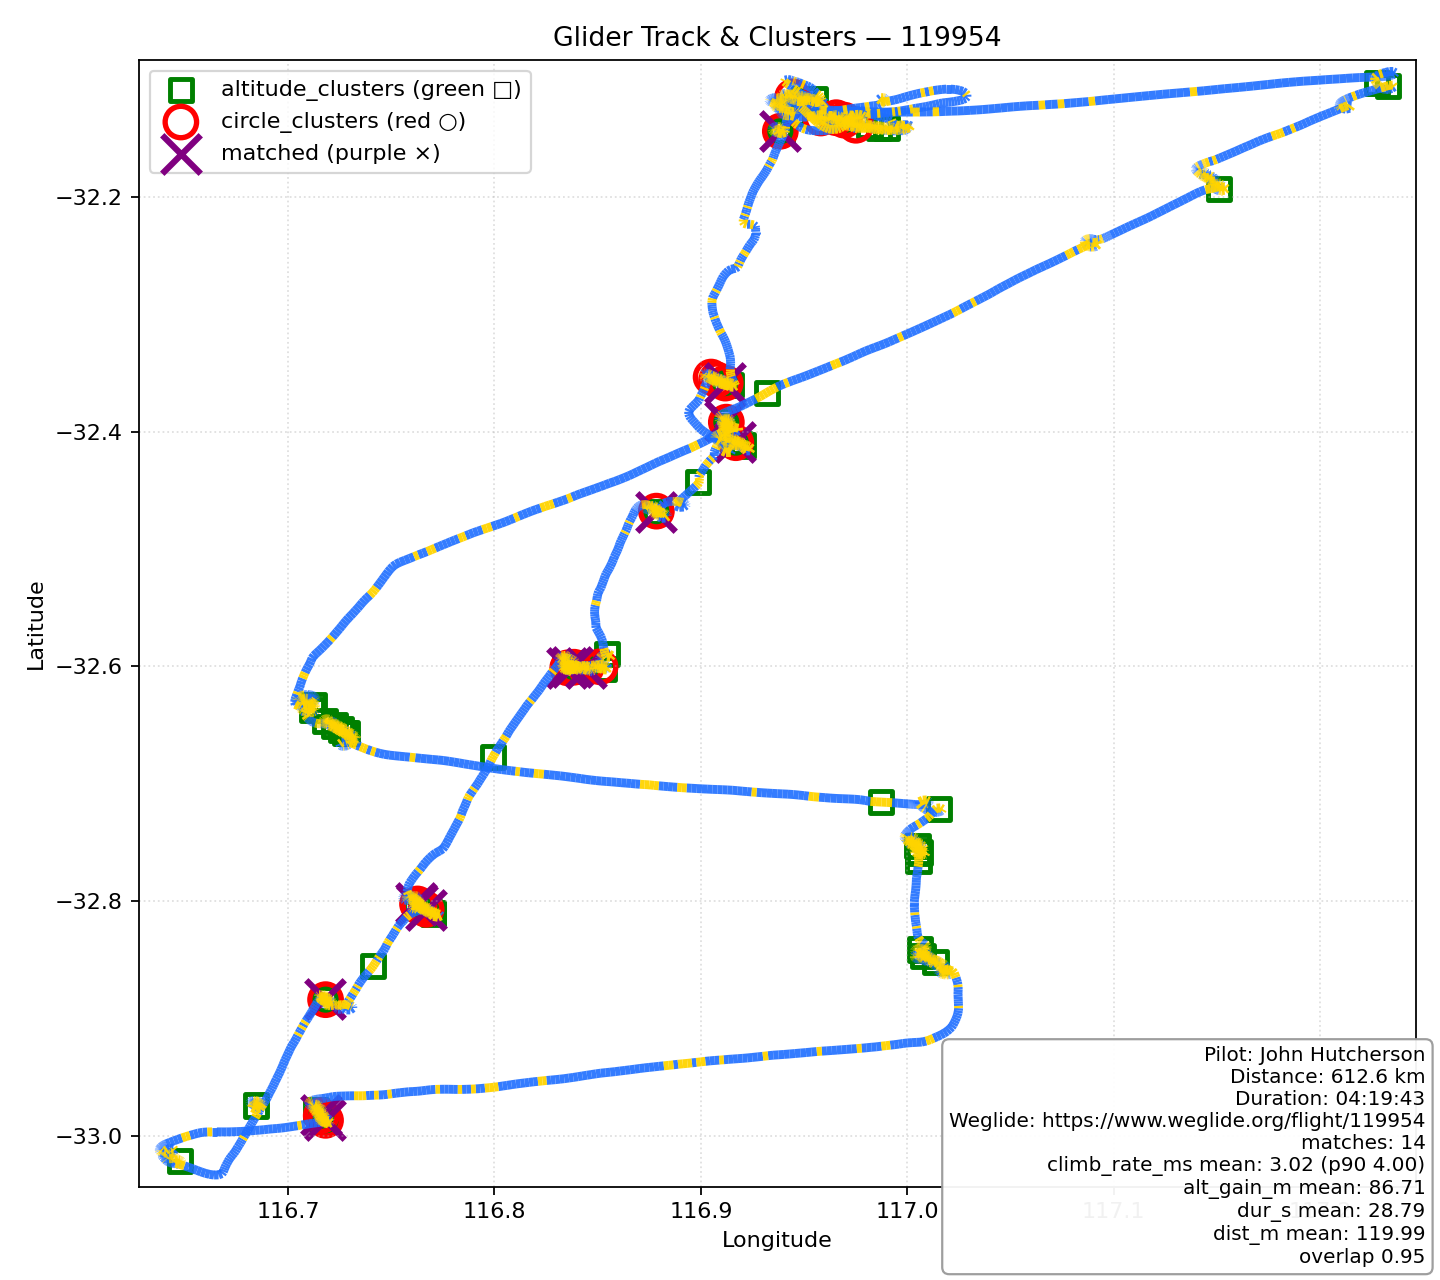 Glider Track & Clusters — 119954
altitude_clusters (green □)
circle_clusters (red ○)
matched (purple ×)
−32.2
−32.4
−32.6
−32.8
−33.0
Latitude
116.7
116.8
116.9
117.0
117.1
Longitude
Pilot: John Hutcherson
Distance: 612.6 km
Duration: 04:19:43
Weglide: https://www.weglide.org/flight/119954
matches: 14
climb_rate_ms mean: 3.02 (p90 4.00)
alt_gain_m mean: 86.71
dur_s mean: 28.79
dist_m mean: 119.99
overlap 0.95